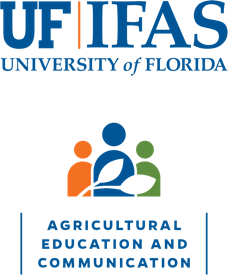 UF|IFAS
UNIVERSITY of FLORIDA
AGRICULTURAL
EDUCATION AND
COMMUNICATION